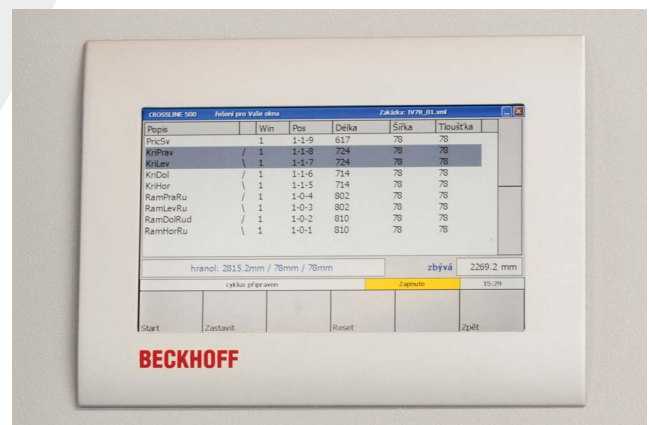 CROSSLINE 500 řešení pro Vaše okna Zakázka: IV78_01.xml
Popis Win Pos Délka Šířka Tloušťka
PricSv 1 1-1-9 617 78 78
KriPrav / 1 1-1-8 724 78 78
KriLev \ 1 1-1-7 724 78 78
KriDol / 1 1-1-6 714 78 78
KriHor \ 1 1-1-5 714 78 78
RamPraRu / 1 1-0-4 802 78 78
RamLevRu \ 1 1-0-3 802 78 78
RamDolRud / 1 1-0-2 810 78 78
RamHorRu \ 1 1-0-1 810 78 78
hranol: 2815.2mm / 78mm / 78mm zbývá 2269.2 mm
cyklus připraven Zapnuto 15:29
Start Zastavit Reset Zpět
BECKHOFF